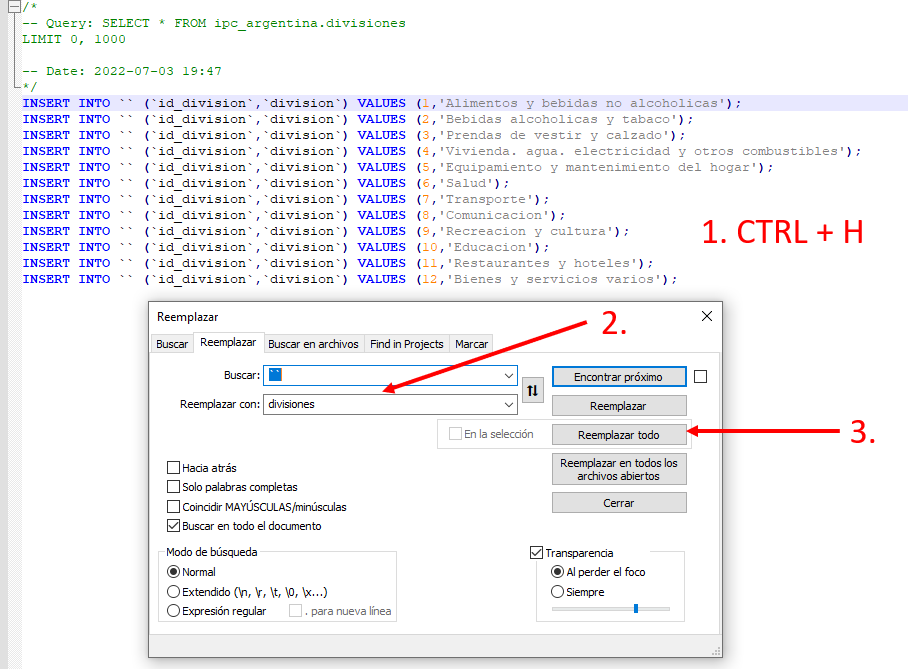 /*
-- Query: SELECT * FROM ipc_argentina.divisiones
LIMIT 0, 1000
-- Date: 2022-07-03 19:47
*/
INSERT INTO `` (`id_division`,`division`) VALUES (1,'Alimentos y bebidas no alcoholicas');
INSERT INTO `` (`id_division`,`division`) VALUES (2,'Bebidas alcoholicas y tabaco');
INSERT INTO `` (`id_division`,`division`) VALUES (3,'Prendas de vestir y calzado');
INSERT INTO `` (`id_division`,`division`) VALUES (4,'Vivienda. agua. electricidad y otros combustibles');
INSERT INTO `` (`id_division`,`division`) VALUES (5,'Equipamiento y mantenimiento del hogar');
INSERT INTO `` (`id_division`,`division`) VALUES (6,'Salud');
INSERT INTO `` (`id_division`,`division`) VALUES (7,'Transporte');
INSERT INTO `` (`id_division`,`division`) VALUES (8,'Comunicacion');
INSERT INTO `` (`id_division`,`division`) VALUES (9,'Recreacion y cultura');
INSERT INTO `` (`id_division`,`division`) VALUES (10,'Educacion');
INSERT INTO `` (`id_division`,`division`) VALUES (11,'Restaurantes y hoteles');
INSERT INTO `` (`id_division`,`division`) VALUES (12,'Bienes y servicios varios');
1. CTRL + H
Reemplazar
2.
Buscar Reemplazar Buscar en archivos Find in Projects Marcar
Buscar: ``
Encontrar próximo
Reemplazar con: divisiones
Reemplazar
En la selección
Reemplazar todo
3.
Reemplazar en todos los
archivos abiertos
Cerrar
Hacia atrás
Solo palabras completas
Coincidir MAYÚSCULAS/minúsculas
Buscar en todo el documento
Modo de búsqueda
Normal
Extendido (\n, \r, \t, \0, \x...)
Expresión regular
. para nueva línea
Transparencia
Al perder el foco
Siempre